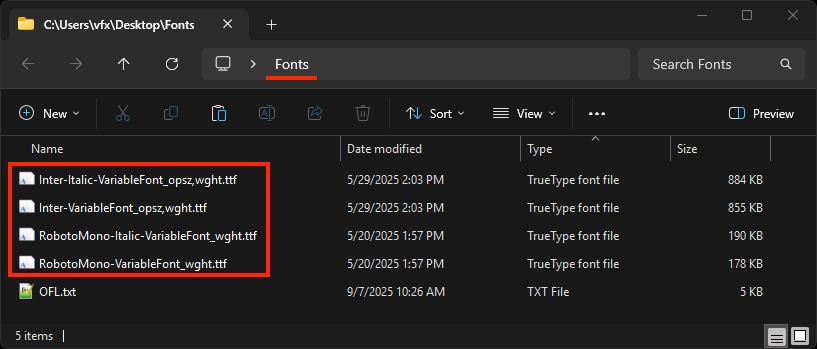 C:\Users\vfx\Desktop\Fonts
Fonts
Search Fonts
New
Sort
View
Preview
Name Date modified Type Size
Inter-Italic-VariableFont_opsz,wght.ttf 5/29/2025 2:03 PM TrueType font file 884 KB
Inter-VariableFont_opsz,wght.ttf 5/29/2025 2:03 PM TrueType font file 855 KB
RobotoMono-Italic-VariableFont_wght.ttf 5/20/2025 1:57 PM TrueType font file 190 KB
RobotoMono-VariableFont_wght.ttf 5/20/2025 1:57 PM TrueType font file 178 KB
OFL.txt 9/7/2025 10:26 AM TXT File 5 KB
5 items